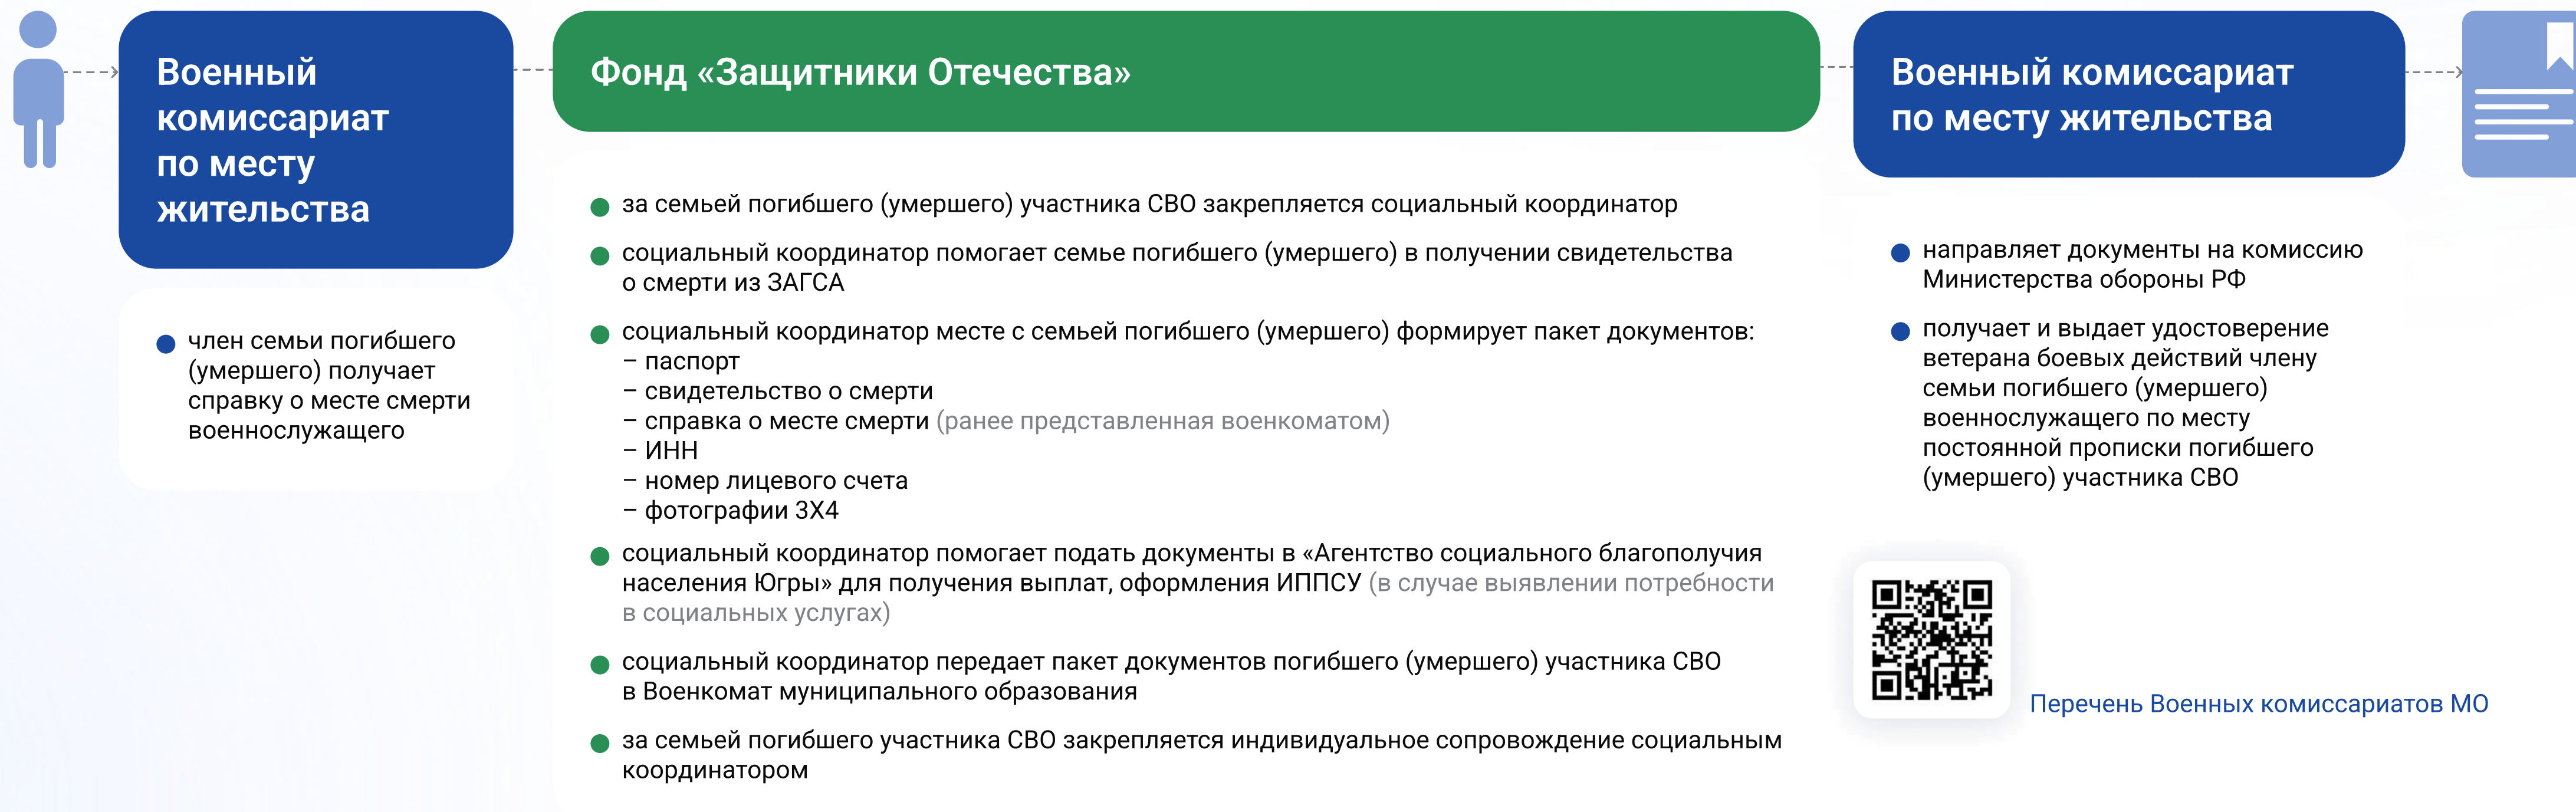 Военный
комиссариат
по месту
жительства
член семьи погибшего
(умершего) получает
справку о месте смерти
военнослужащего
Фонд «Защитники Отечества»
за семьей погибшего (умершего) участника СВО закрепляется социальный координатор
социальный координатор помогает семье погибшего (умершего) в получении свидетельства
о смерти из ЗАГСА
социальный координатор месте с семьей погибшего (умершего) формирует пакет документов:
– паспорт
– свидетельство о смерти
– справка о месте смерти (ранее представленная военкоматом)
– ИНН
– номер лицевого счета
– фотографии 3Х4
социальный координатор помогает подать документы в «Агентство социального благополучия
населения Югры» для получения выплат, оформления ИППСУ (в случае выявлении потребности
в социальных услугах)
социальный координатор передает пакет документов погибшего (умершего) участника СВО
в Военкомат муниципального образования
за семьей погибшего участника СВО закрепляется индивидуальное сопровождение социальным
координатором
Военный комиссариат
по месту жительства
направляет документы на комиссию
Министерства обороны РФ
получает и выдает удостоверение
ветерана боевых действий члену
семьи погибшего (умершего)
военнослужащего по месту
постоянной прописки погибшего
(умершего) участника СВО
Перечень Военных комиссариатов МО